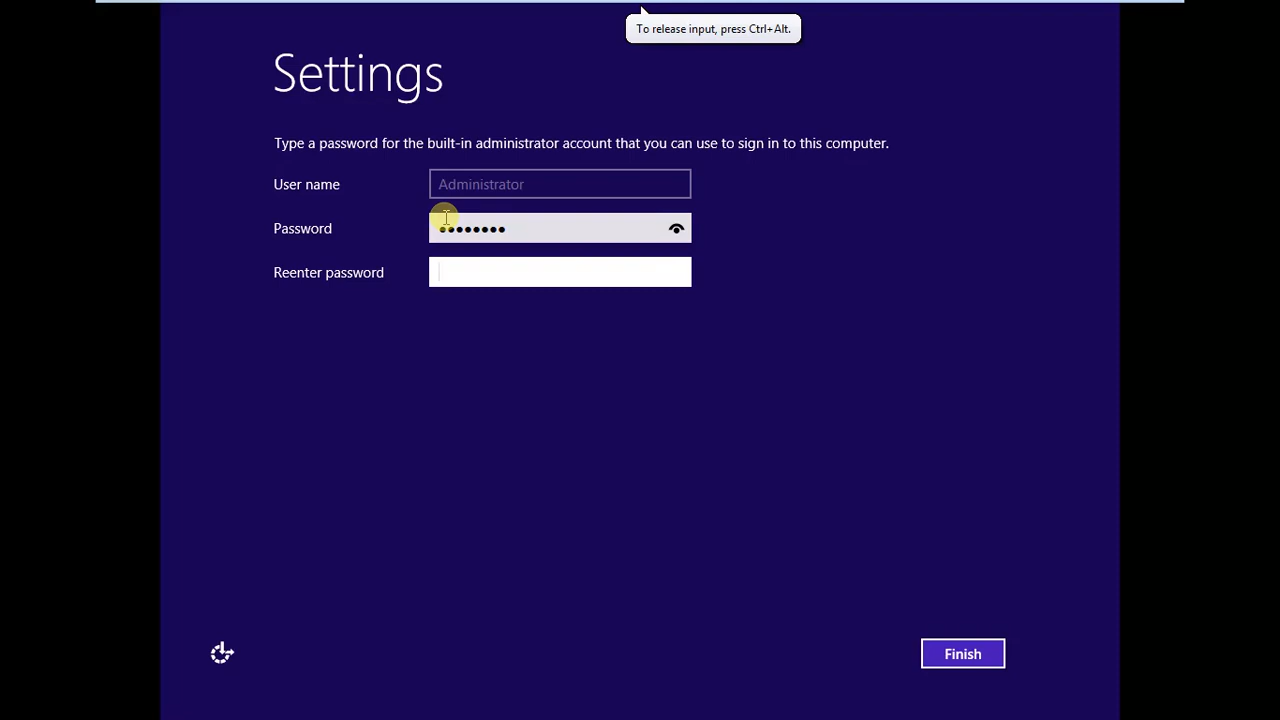 To release input, press Ctrl+Alt.
Settings
Type a password for the built-in administrator account that you can use to sign in to this computer.
User name
Administrator
Password
••••••••
Reenter password
Finish